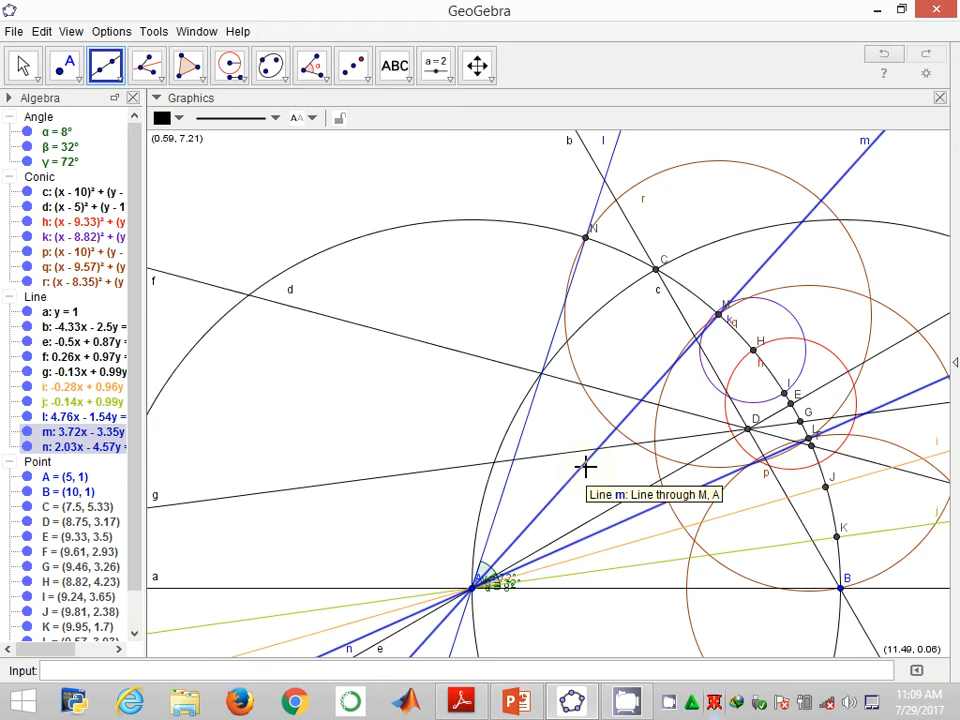 GeoGebra
File Edit View Options Tools Window Help
ABC a = 2
?
Algebra
Graphics
AA
Angle
α = 8°
β = 32°
γ = 72°
Conic
c: (x - 10)² + (y -
d: (x - 5)² + (y - 1
h: (x - 9.33)² + (y
k: (x - 8.82)² + (y
p: (x - 10)² + (y -
q: (x - 9.57)² + (y
r: (x - 8.35)² + (y
Line
a: y = 1
b: -4.33x - 2.5y =
e: -0.5x + 0.87y
f: 0.26x + 0.97y
g: -0.13x + 0.99y
i: -0.28x + 0.96y
j: -0.14x + 0.99y
l: 4.76x - 1.54y =
m: 3.72x - 3.35y
n: 2.03x - 4.57y =
Point
A = (5, 1)
B = (10, 1)
C = (7.5, 5.33)
D = (8.75, 3.17)
E = (9.33, 3.5)
F = (9.61, 2.93)
G = (9.46, 3.26)
H = (8.82, 4.23)
I = (9.24, 3.65)
J = (9.81, 2.38)
K = (9.95, 1.7)
(0.59, 7.21)
b
l
m
r
N
C
c
f
d
M
k
q
H
h
I
E
D
G
L
F
p
i
J
g
j
K
Line m: Line through M, A
a
A
B
n
e
(11.49, 0.06)
Input:
11:09 AM
7/29/2017